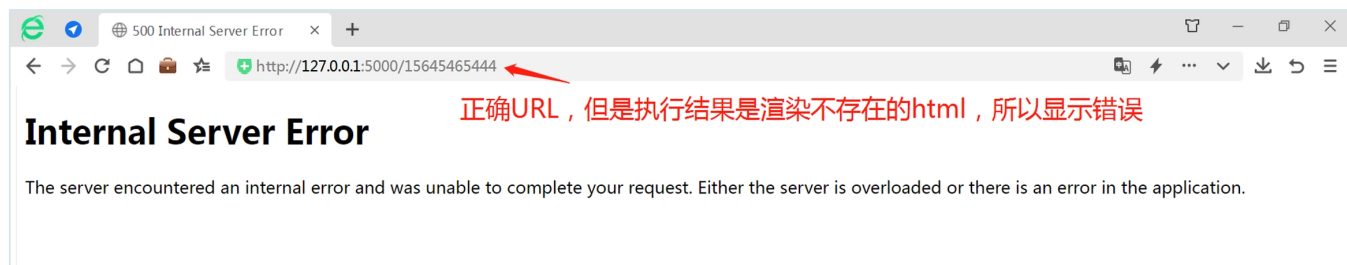 500 Internal Server Error
http://127.0.0.1:5000/15645465444
正确URL，但是执行结果是渲染不存在的html，所以显示错误
Internal Server Error
The server encountered an internal error and was unable to complete your request. Either the server is overloaded or there is an error in the application.